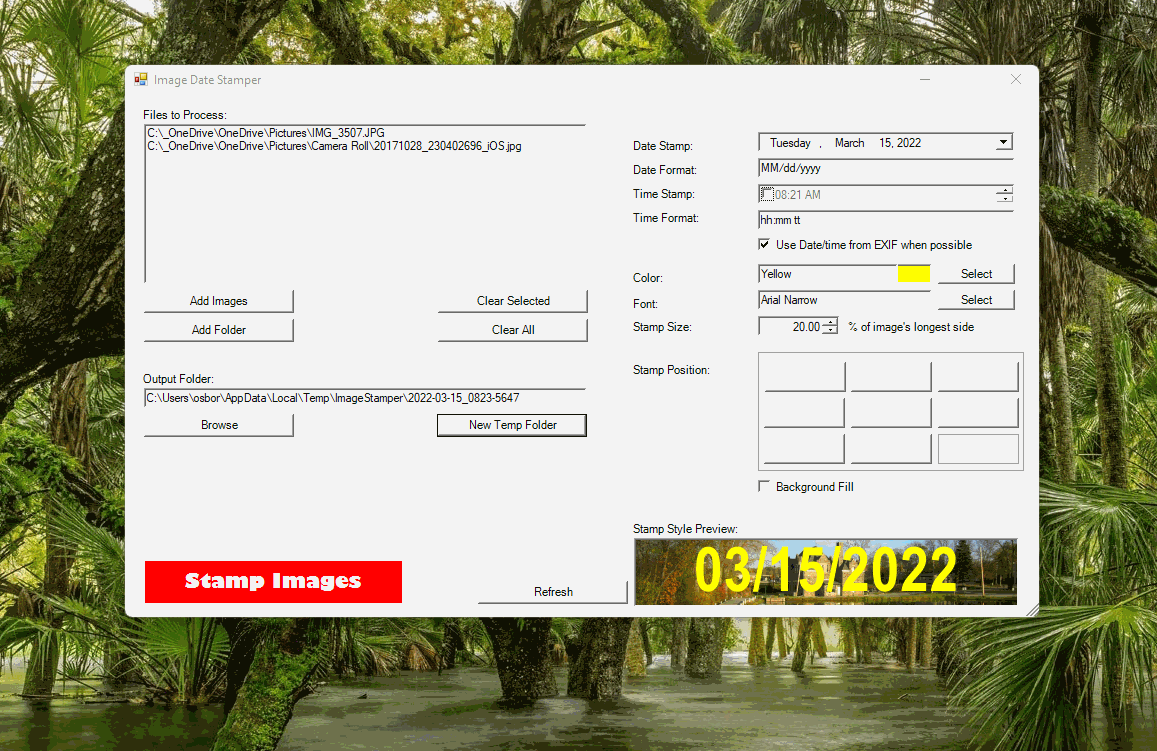 Image Date Stamper
Files to Process:
C:\_OneDrive\OneDrive\Pictures\IMG_3507.JPG
C:\_OneDrive\OneDrive\Pictures\Camera Roll\20171028_230402696_iOS.jpg
Add Images
Clear Selected
Add Folder
Clear All
Output Folder:
C:\Users\osbor\AppData\Local\Temp\ImageStamper\2022-03-15_0823-5647
Browse
New Temp Folder
Stamp Images
Refresh
Date Stamp:
Tuesday , March 15, 2022
Date Format:
MM/dd/yyyy
Time Stamp:
08:21 AM
Time Format:
hh:mm tt
Use Date/time from EXIF when possible
Color:
Yellow
Select
Font:
Arial Narrow
Select
Stamp Size:
20.00
% of image's longest side
Stamp Position:
Background Fill
Stamp Style Preview:
03/15/2022